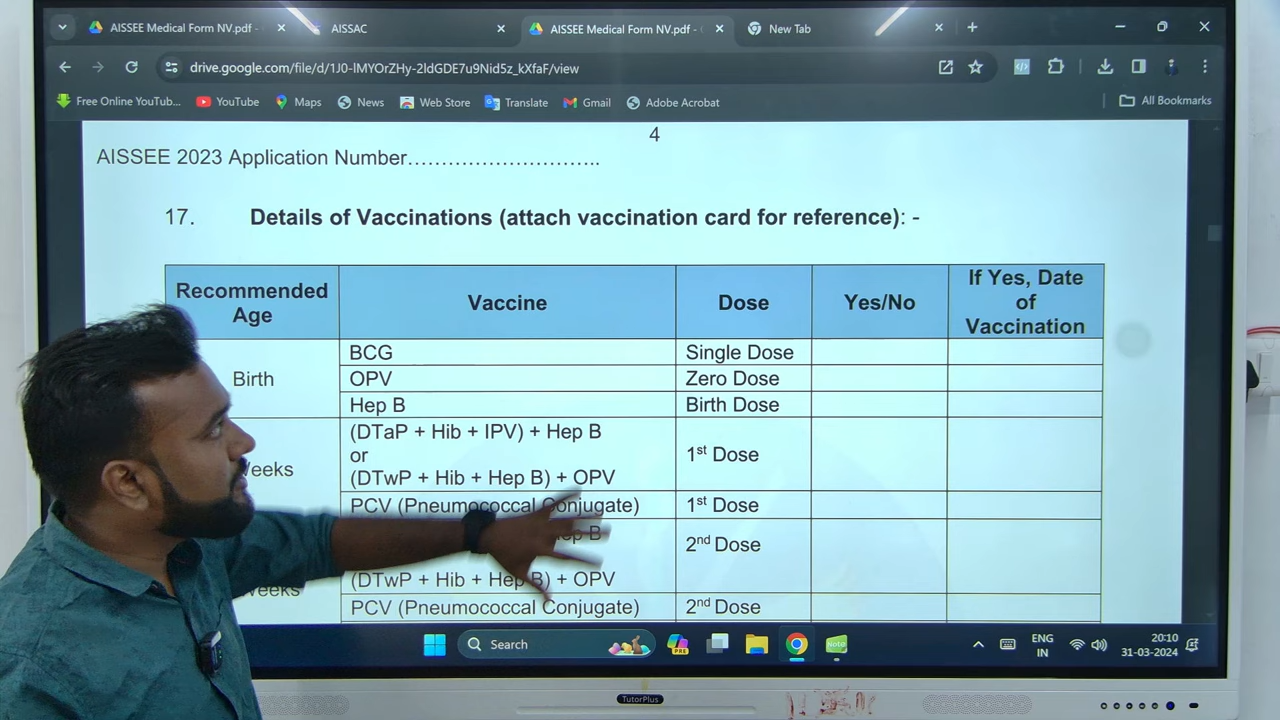 AISSEE Medical Form NV.pdf -
AISSAC
AISSEE Medical Form NV.pdf -
New Tab
drive.google.com/file/d/1J0-lMYOrZHy-2ldGDE7u9Nid5z_kXfaF/view
Free Online YouTub...
YouTube
Maps
News
Web Store
Translate
Gmail
Adobe Acrobat
All Bookmarks
4
AISSEE 2023 Application Number………………………..
17. Details of Vaccinations (attach vaccination card for reference): -
Recommended Age
Vaccine
Dose
Yes/No
If Yes, Date of Vaccination
Birth
BCG
Single Dose
OPV
Zero Dose
Hep B
Birth Dose
Weeks
(DTaP + Hib + IPV) + Hep B
or
(DTwP + Hib + Hep B) + OPV
1st Dose
PCV (Pneumococcal Conjugate)
1st Dose
Weeks
Hep B
(DTwP + Hib + Hep B) + OPV
2nd Dose
PCV (Pneumococcal Conjugate)
2nd Dose
Search
PRE
Note
ENG
IN
20:10
31-03-2024
TutorPlus